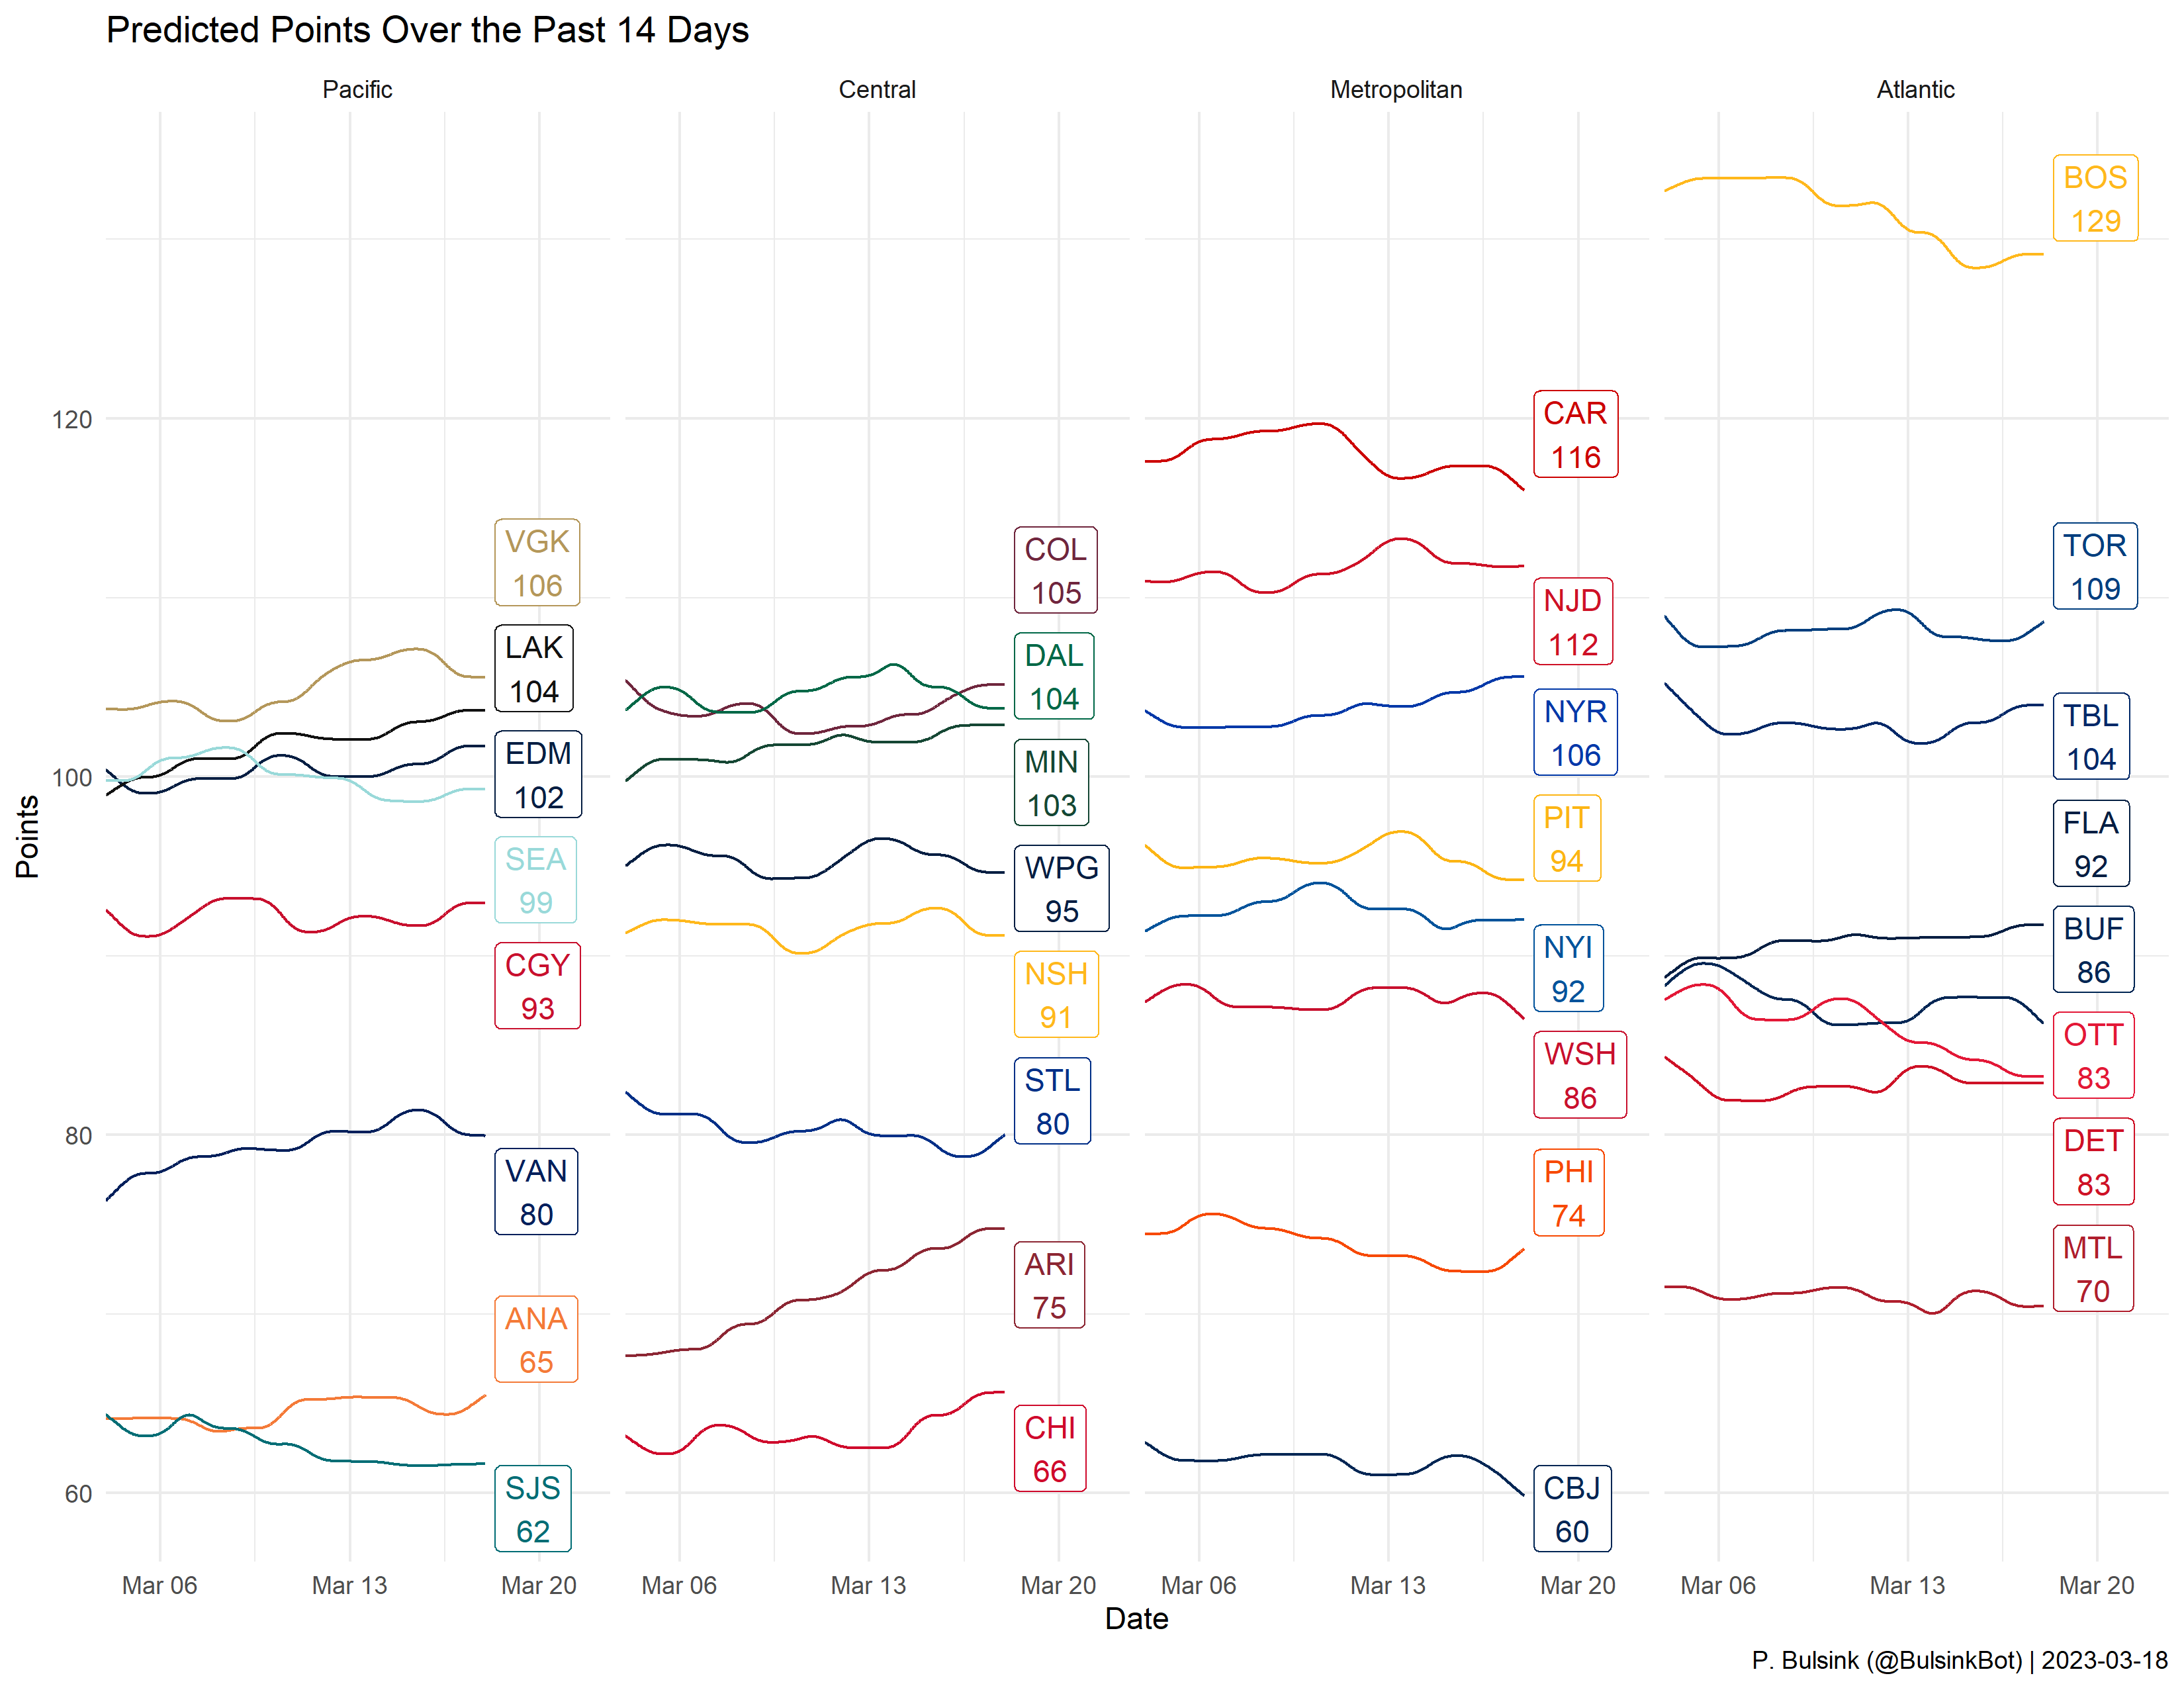 Predicted Points Over the Past 14 Days
Pacific
Central
Metropolitan
Atlantic
Points
120
100
80
60
VGK
106
LAK
104
EDM
102
SEA
99
CGY
93
VAN
80
ANA
65
SJS
62
COL
105
DAL
104
MIN
103
WPG
95
NSH
91
STL
80
ARI
75
CHI
66
CAR
116
NJD
112
NYR
106
PIT
94
NYI
92
WSH
86
PHI
74
CBJ
60
BOS
129
TOR
109
TBL
104
FLA
92
BUF
86
OTT
83
DET
83
MTL
70
Mar 06 Mar 13 Mar 20
Mar 06 Mar 13 Mar 20
Mar 06 Mar 13 Mar 20
Mar 06 Mar 13 Mar 20
Date
P. Bulsink (@BulsinkBot) | 2023-03-18